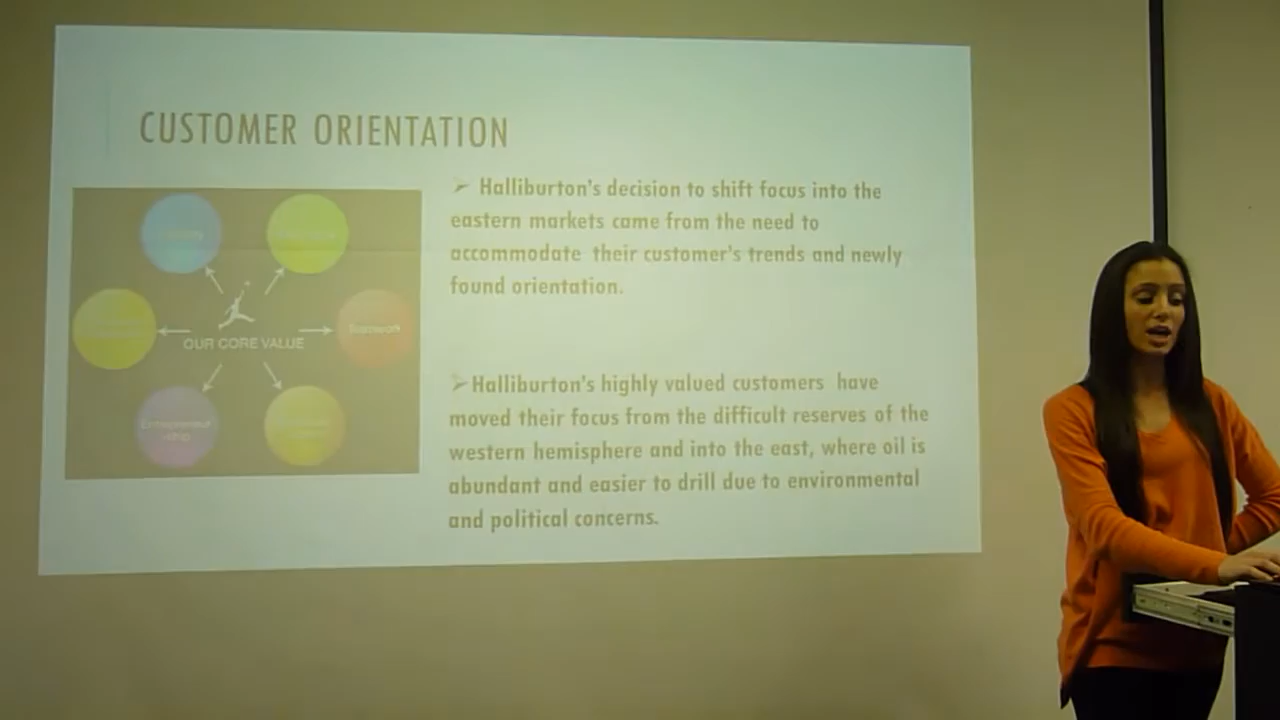 CUSTOMER ORIENTATION
➢ Halliburton's decision to shift focus into the
eastern markets came from the need to
accommodate their customer's trends and newly
found orientation.
➢Halliburton's highly valued customers have
moved their focus from the difficult reserves of the
western hemisphere and into the east, where oil is
abundant and easier to drill due to environmental
and political concerns.
OUR CORE VALUE
Teamwork
Entrepreneur
-ship